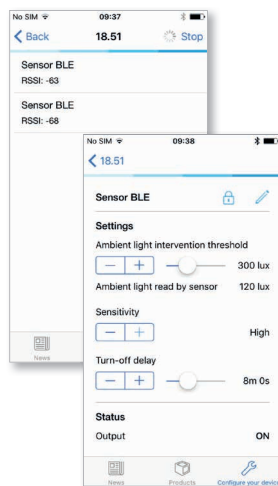 No SIM 09:37
Back 18.51 Stop
Sensor BLE
RSSI: -63
Sensor BLE
RSSI: -68
News
No SIM 09:38
18.51
Sensor BLE
Settings
Ambient light intervention threshold
− + 300 lux
Ambient light read by sensor 120 lux
Sensitivity
− + High
Turn-off delay
− + 8m 0s
Status
Output ON
News Products Configure your device